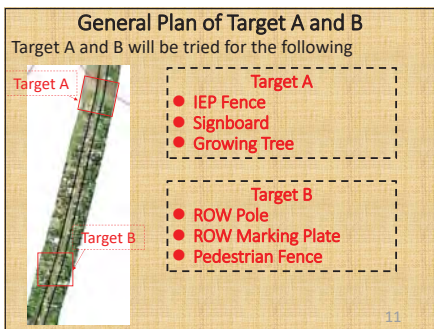 General Plan of Target A and B
Target A and B will be tried for the following
Target A
Target B
Target A
● IEP Fence
● Signboard
● Growing Tree
Target B
● ROW Pole
● ROW Marking Plate
● Pedestrian Fence
11